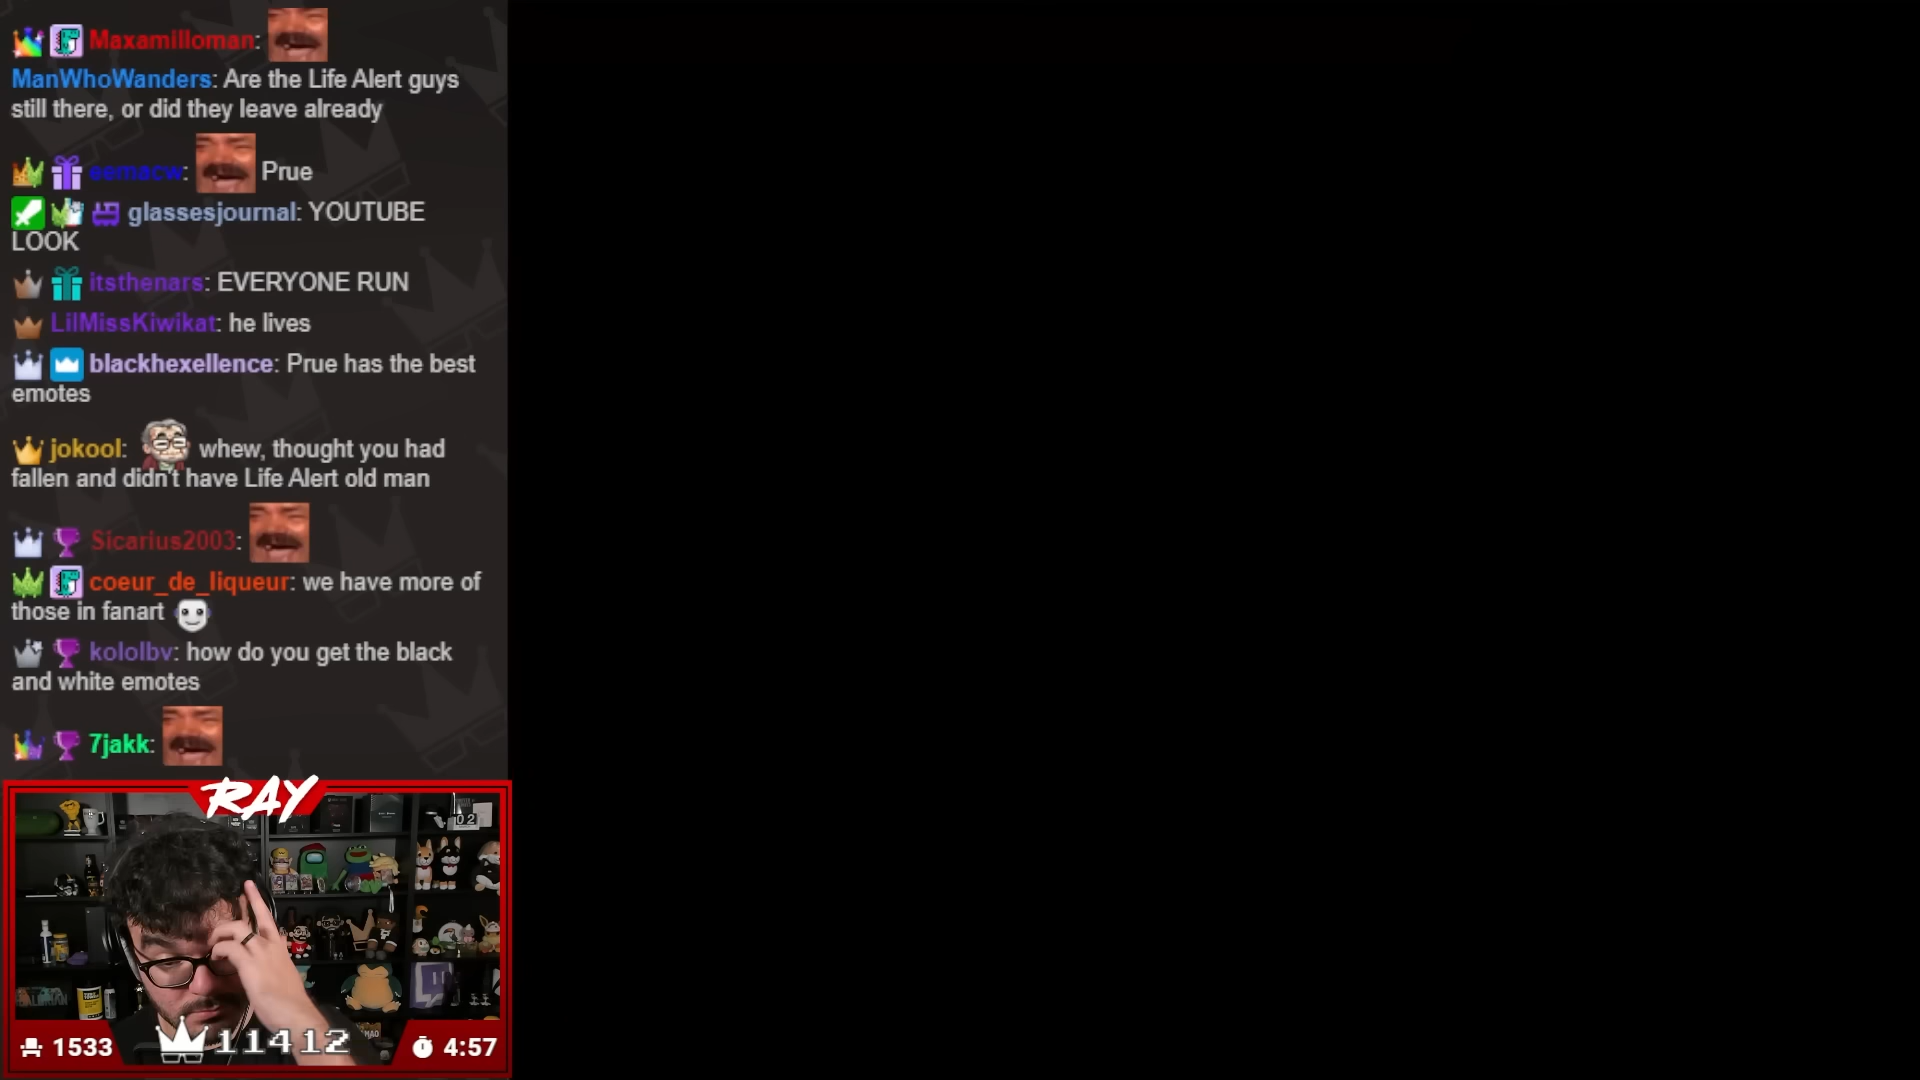 Maxamilloman:
ManWhoWanders: Are the Life Alert guys
still there, or did they leave already
eemacw: Prue
glassesjournal: YOUTUBE
LOOK
itsthenars: EVERYONE RUN
LilMissKiwikat: he lives
blackhexellence: Prue has the best
emotes
jokool: whew, thought you had
fallen and didn't have Life Alert old man
Sicarius2003:
coeur_de_liqueur: we have more of
those in fanart
kololbv: how do you get the black
and white emotes
7jakk:
RAY
02
1533
11412
4:57